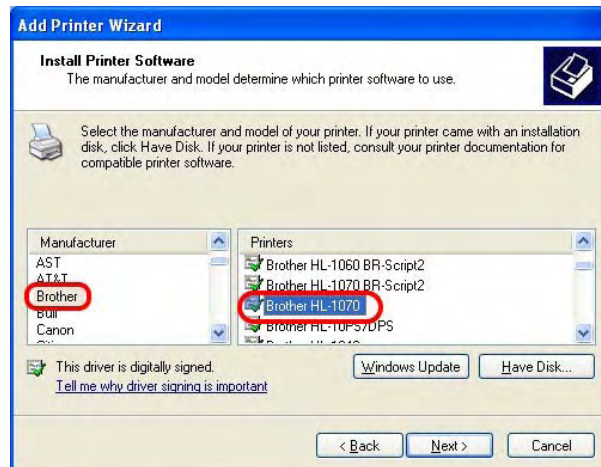 Add Printer Wizard
Install Printer Software
The manufacturer and model determine which printer software to use.
Select the manufacturer and model of your printer. If your printer came with an installation
disk, click Have Disk. If your printer is not listed, consult your printer documentation for
compatible printer software.
Manufacturer
AST
AT&T
Brother
Bull
Canon
Printers
Brother HL-1060 BR-Script2
Brother HL-1070 BR-Script2
Brother HL-1070
Brother HL-10PS7DPS
This driver is digitally signed.
Tell me why driver signing is important
Windows Update
Have Disk...
< Back
Next >
Cancel